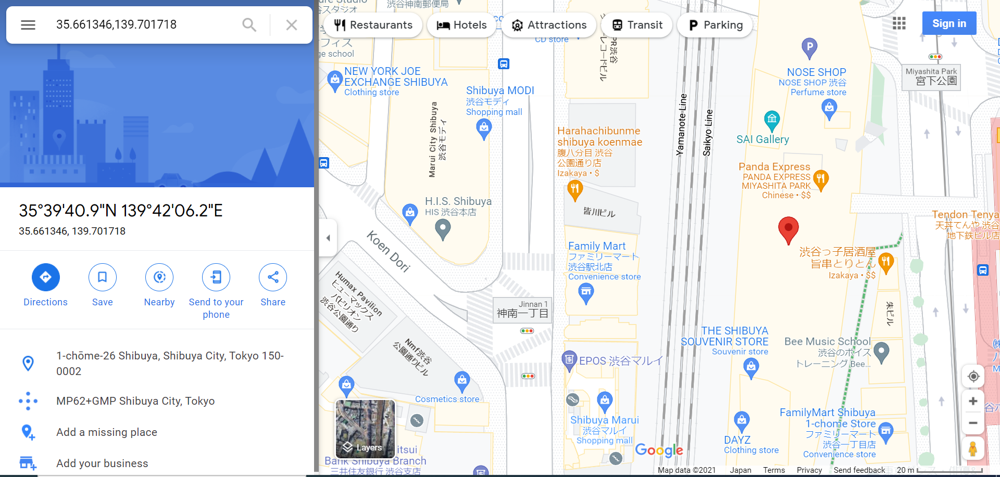 35.661346,139.701718
Restaurants
Hotels
Attractions
Transit
Parking
Sign in
35°39'40.9"N 139°42'06.2"E
35.661346, 139.701718
Directions
Save
Nearby
Send to your
phone
Share
1-chōme-26 Shibuya, Shibuya City, Tokyo 150-
0002
MP62+GMP Shibuya City, Tokyo
Add a missing place
Add your business
渋谷神南郵便局
CD store
NEW YORK JOE
EXCHANGE SHIBUYA
Clothing store
Shibuya MODI
渋谷モディ
Shopping mall
Marui City Shibuya
渋谷モディ
H.I.S. Shibuya
HIS 渋谷本店
Koen Dori
Humax Pavilion
ヒューマックス
パビリオン
渋谷公園通り
Nmf渋谷
公園通りビル
Cosmetics store
Layers
Bank Shibuya Branch
三井住友銀行 渋谷支店
Jinnan 1
神南一丁目
Harahachibunme
shibuya koenmae
腹八分目 渋谷
公園通り店
Izakaya • $
皆川ビル
Family Mart
ファミリーマート
渋谷駅北店
Convenience store
EPOS 渋谷マルイ
Shibuya Marui
渋谷マルイ
Shopping mall
Yamanote Line
Saikyo Line
NOSE SHOP
NOSE SHOP 渋谷
Perfume store
SAI Gallery
Panda Express
PANDA EXPRESS
MIYASHITA PARK
Chinese • $$
Miyashita Park
宮下公園
Tendon Tenya
天丼てんや 渋谷
地下鉄ビル店
渋谷っ子居酒屋
旨串とりとん
Izakaya • $$
朱ビル
THE SHIBUYA
SOUVENIR STORE
Souvenir store
Bee Music School
渋谷のボイス
トレーニング Bee...
DAYZ
Clothing store
FamilyMart Shibuya
1-chome Store
ファミリーマート
渋谷一丁目店
Convenience store
Google
Map data ©2021
Japan
Terms
Privacy
Send feedback
20 m